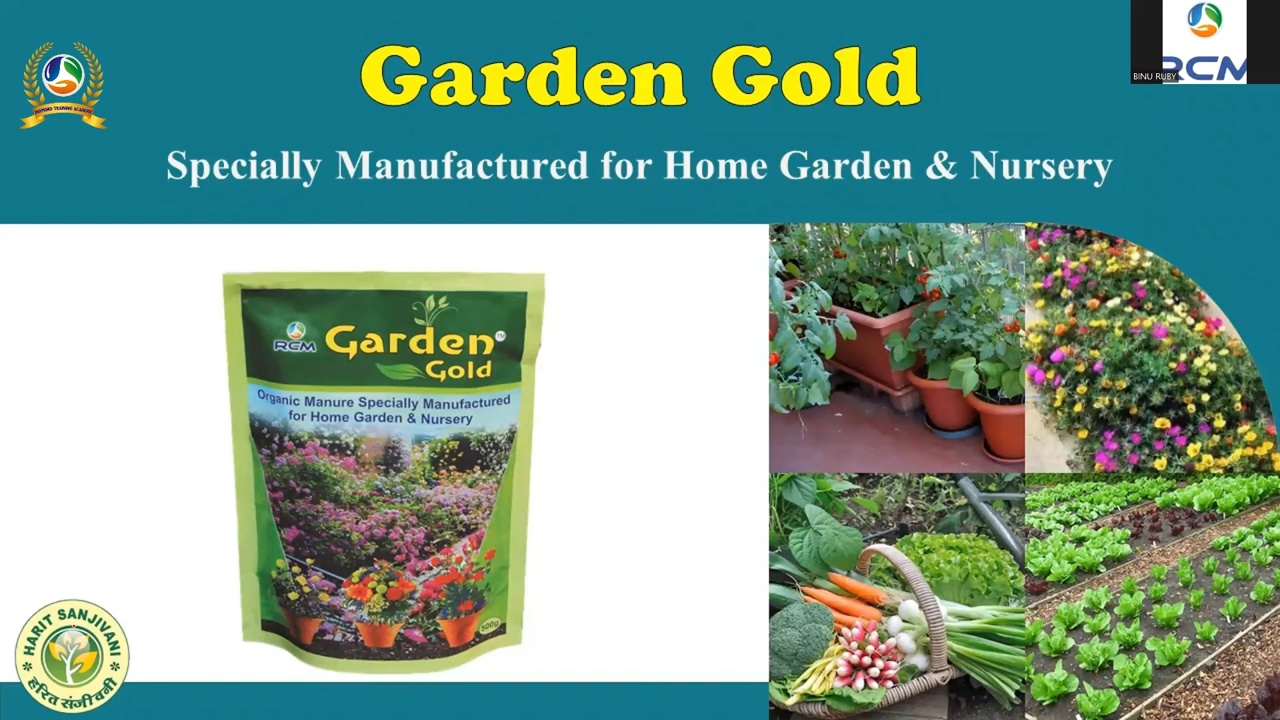 Garden Gold
BINU RUBY
RCM
Specially Manufactured for Home Garden & Nursery
RCM
Garden
TM
Gold
Organic Manure Specially Manufactured
for Home Garden & Nursery
500g
HARIT SANJIVANI
हरित संजीवनी